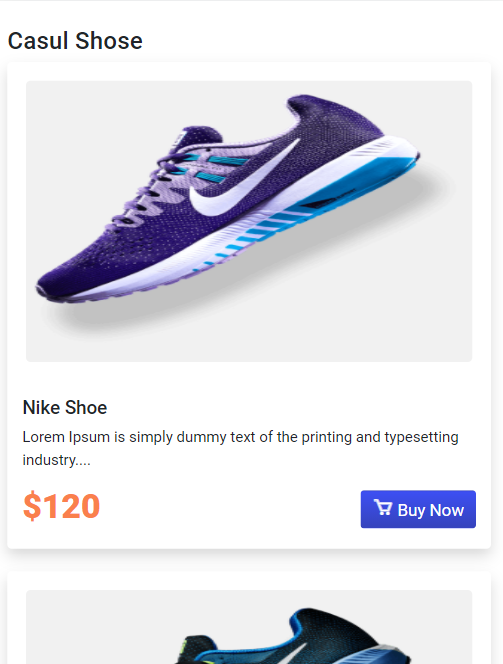 Casul Shose
Nike Shoe
Lorem Ipsum is simply dummy text of the printing and typesetting
industry....
$120
Buy Now